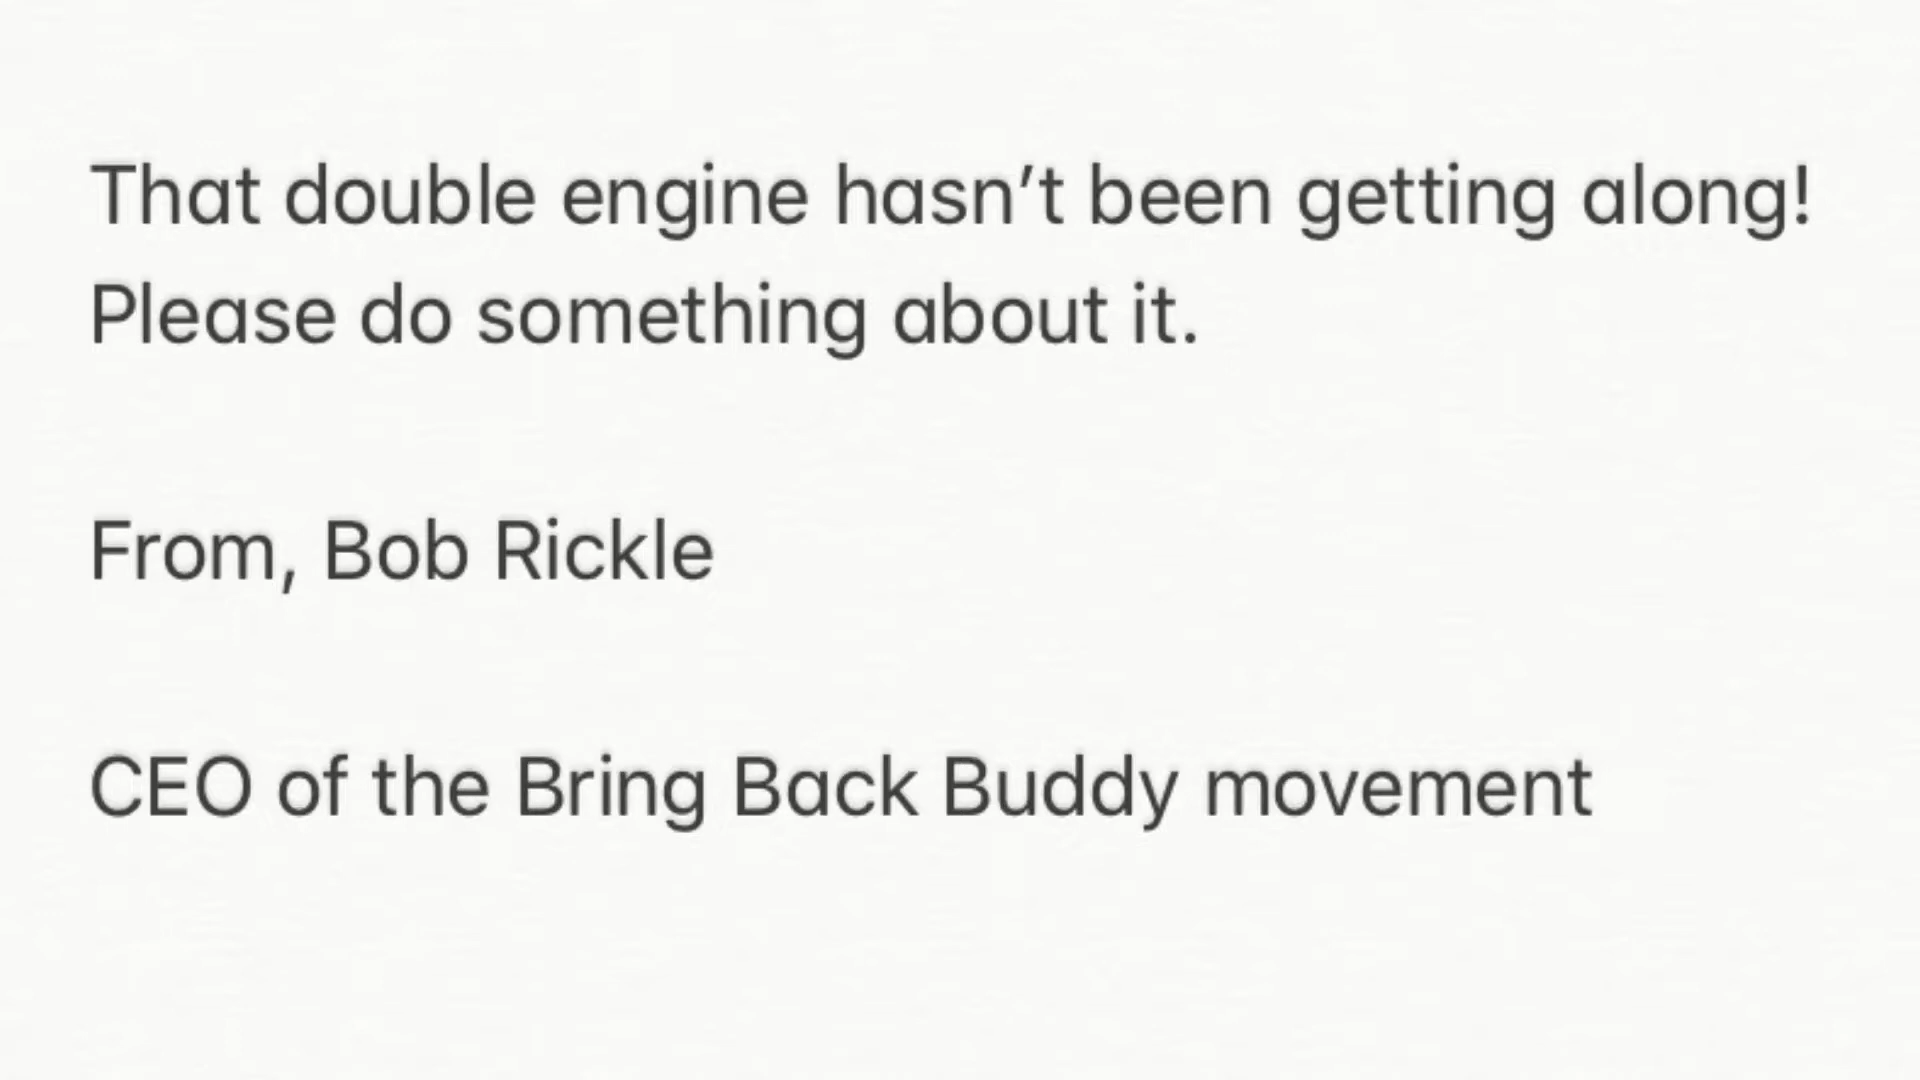 That double engine hasn’t been getting along!
Please do something about it.
From, Bob Rickle
CEO of the Bring Back Buddy movement